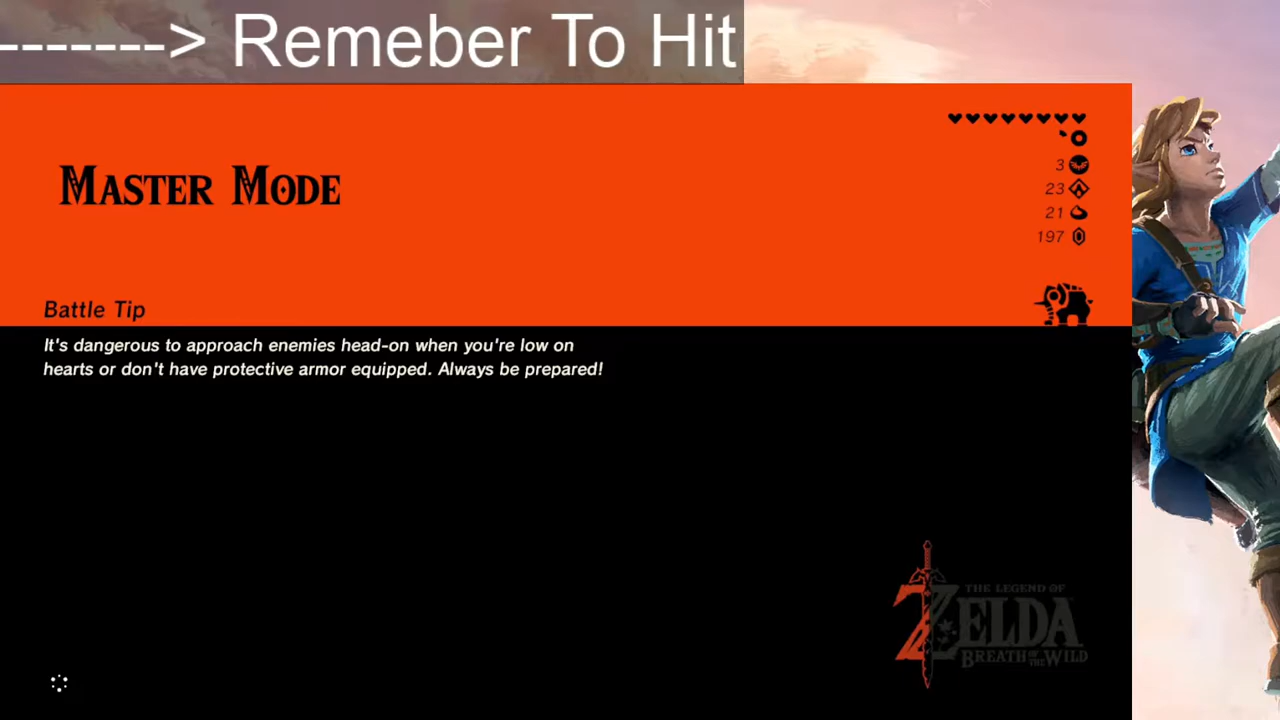 -------> Remeber To Hit
Master Mode
3
23
21
197
Battle Tip
It's dangerous to approach enemies head-on when you're low on
hearts or don't have protective armor equipped. Always be prepared!
THE LEGEND OF
ZELDA
BREATH OF THE WILD